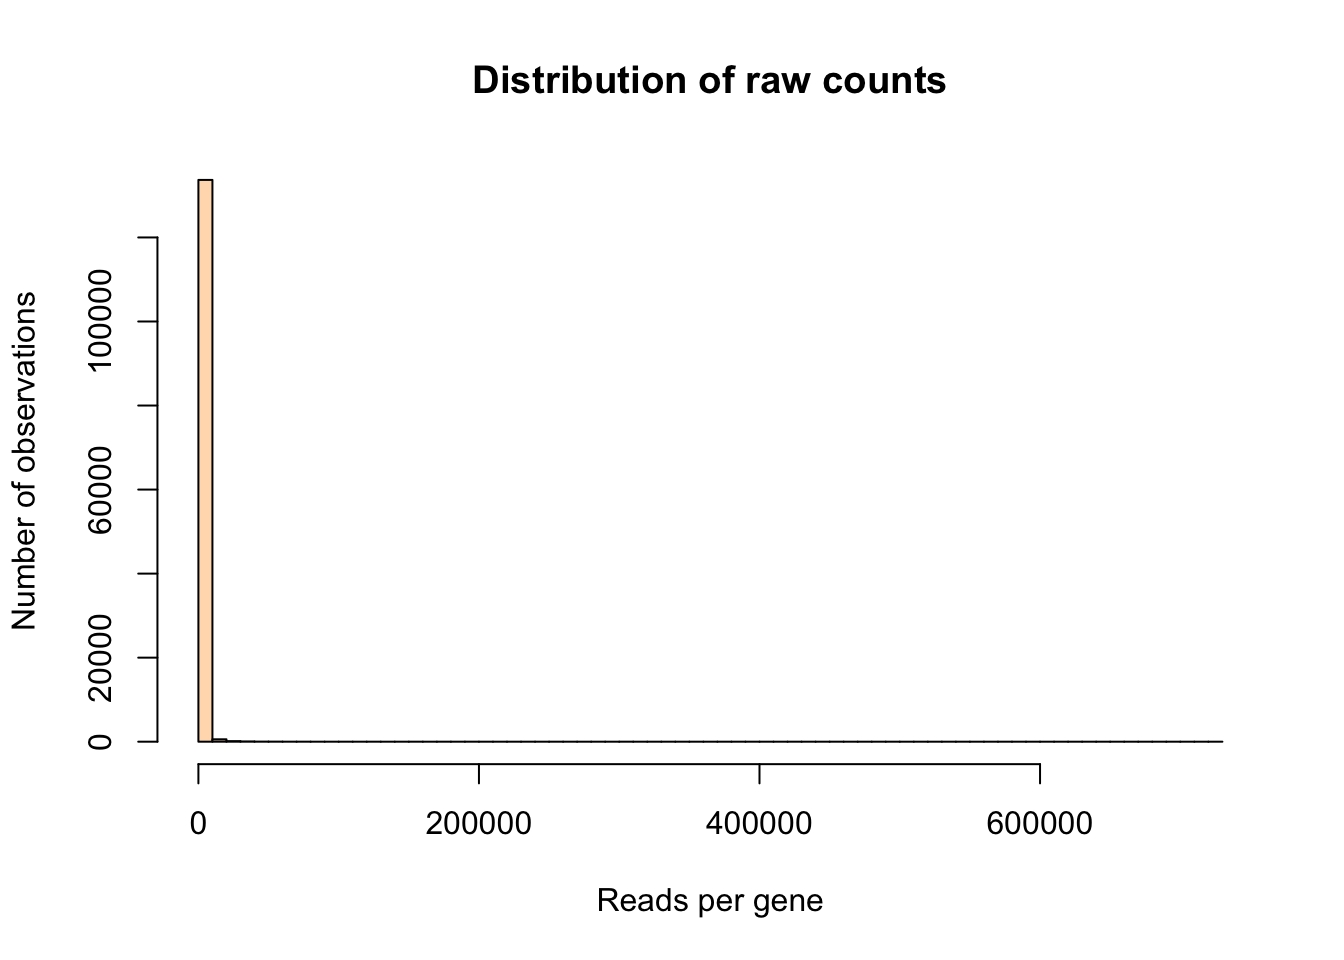 Distribution of raw counts
Number of observations
100000
60000
20000
0
0 200000 400000 600000
Reads per gene